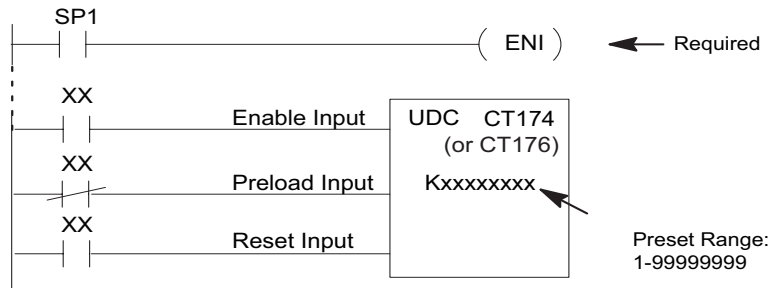 SP1
ENI
Required
XX
Enable Input
UDC CT174
(or CT176)
XX
Preload Input
Kxxxxxxxx
XX
Reset Input
Preset Range:
1-99999999